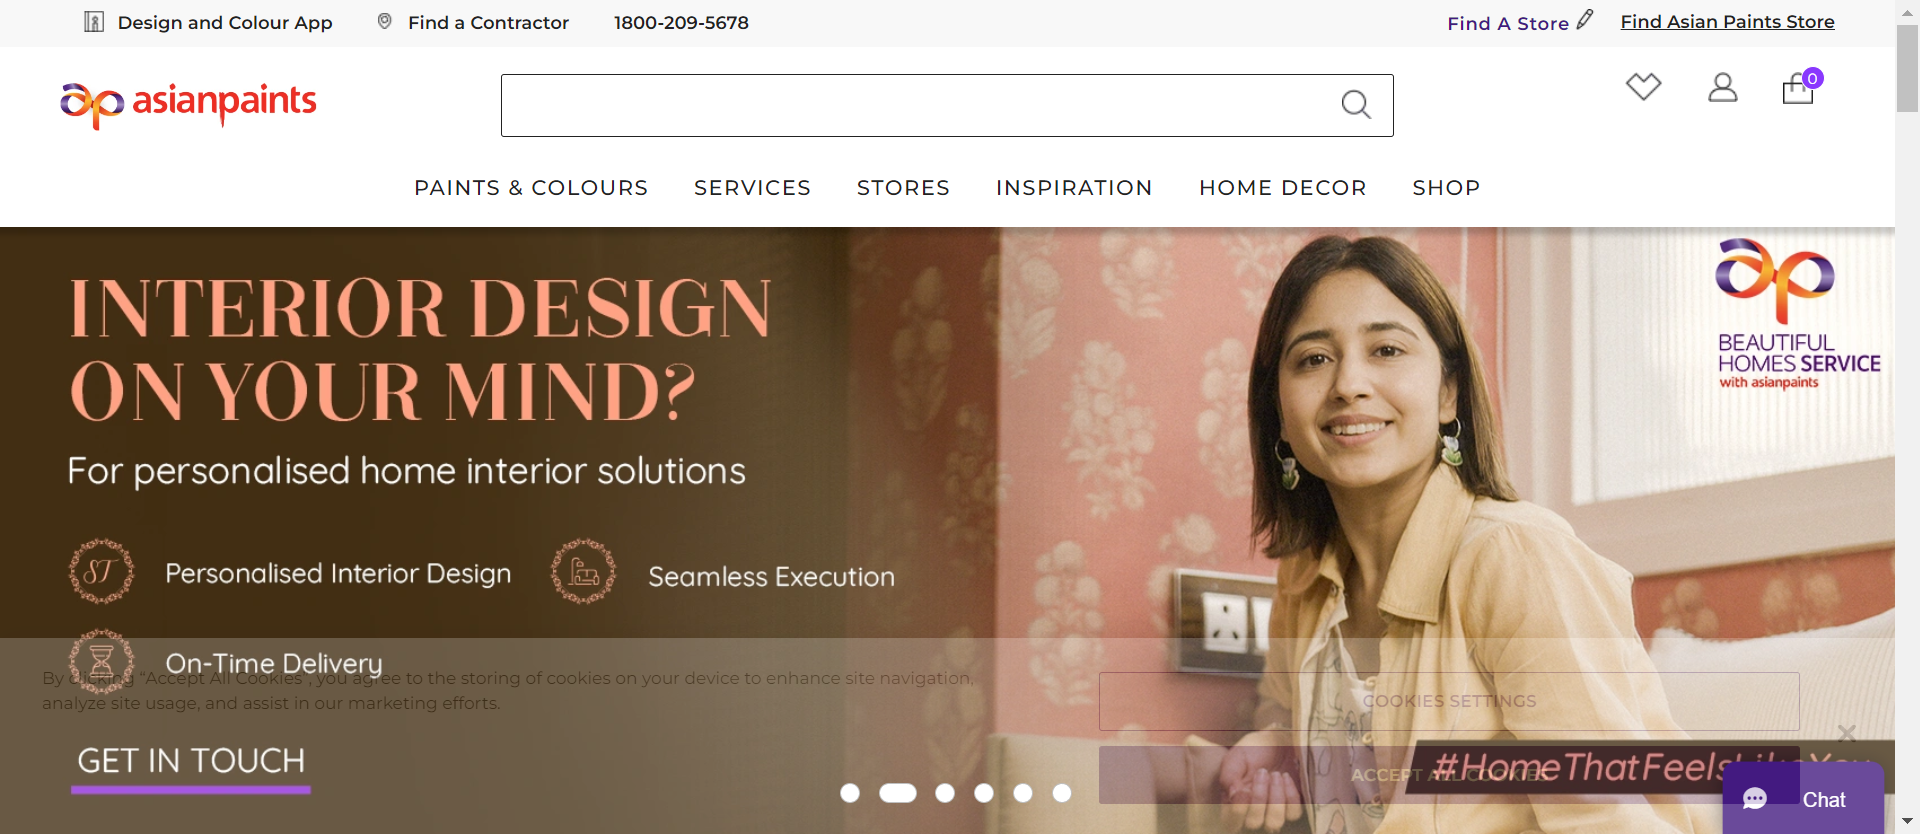 Design and Colour App
Find a Contractor
1800-209-5678
Find A Store
Find Asian Paints Store
asianpaints
0
PAINTS & COLOURS
SERVICES
STORES
INSPIRATION
HOME DECOR
SHOP
INTERIOR DESIGN
ON YOUR MIND?
For personalised home interior solutions
ST
Personalised Interior Design
Seamless Execution
On-Time Delivery
BEAUTIFUL
HOMES SERVICE
with asianpaints
By clicking “Accept All Cookies”, you agree to the storing of cookies on your device to enhance site navigation,
analyze site usage, and assist in our marketing efforts.
COOKIES SETTINGS
ACCEPT ALL COOKIES
GET IN TOUCH
#HomeThatFeelsLikeYou
Chat